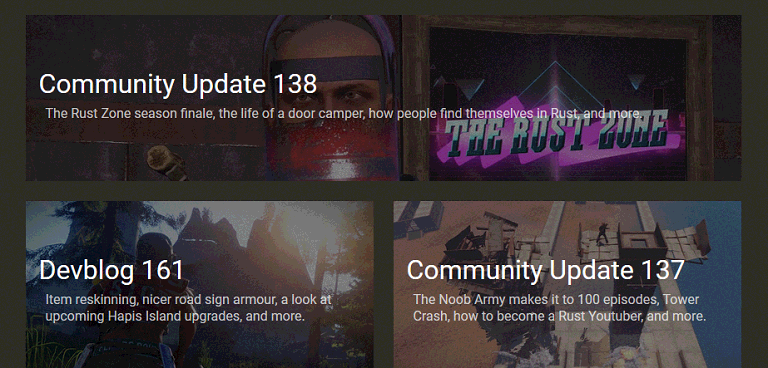 Community Update 138
The Rust Zone season finale, the life of a door camper, how people find themselves in Rust, and more.
THE RUST ZONE
Devblog 161
Item reskinning, nicer road sign armour, a look at
upcoming Hapis Island upgrades, and more.
Community Update 137
The Noob Army makes it to 100 episodes, Tower
Crash, how to become a Rust Youtuber, and more.